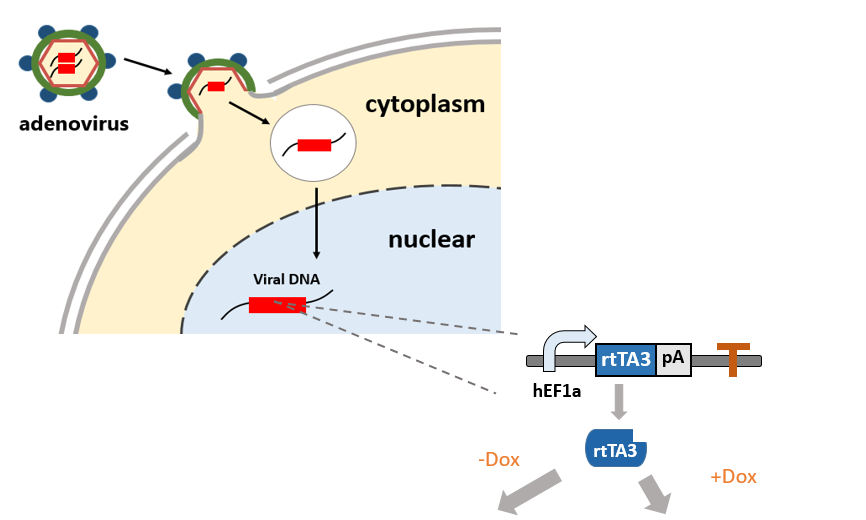 adenovirus
cytoplasm
nuclear
Viral DNA
rtTA3
pA
hEF1a
rtTA3
-Dox
+Dox